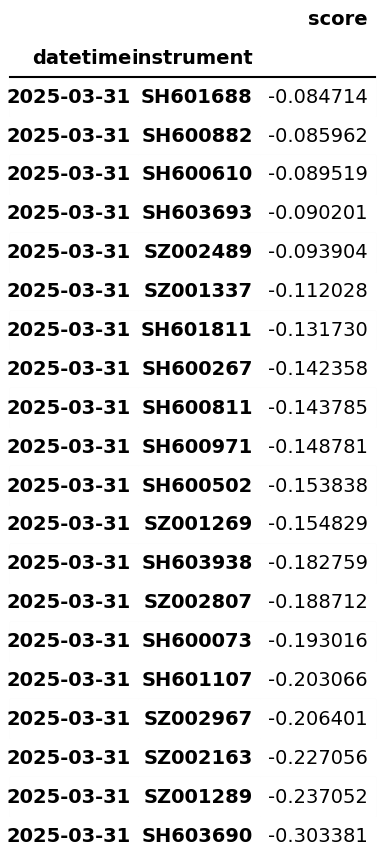 score
datetime instrument
2025-03-31 SH601688 -0.084714
2025-03-31 SH600882 -0.085962
2025-03-31 SH600610 -0.089519
2025-03-31 SH603693 -0.090201
2025-03-31 SZ002489 -0.093904
2025-03-31 SZ001337 -0.112028
2025-03-31 SH601811 -0.131730
2025-03-31 SH600267 -0.142358
2025-03-31 SH600811 -0.143785
2025-03-31 SH600971 -0.148781
2025-03-31 SH600502 -0.153838
2025-03-31 SZ001269 -0.154829
2025-03-31 SH603938 -0.182759
2025-03-31 SZ002807 -0.188712
2025-03-31 SH600073 -0.193016
2025-03-31 SH601107 -0.203066
2025-03-31 SZ002967 -0.206401
2025-03-31 SZ002163 -0.227056
2025-03-31 SZ001289 -0.237052
2025-03-31 SH603690 -0.303381